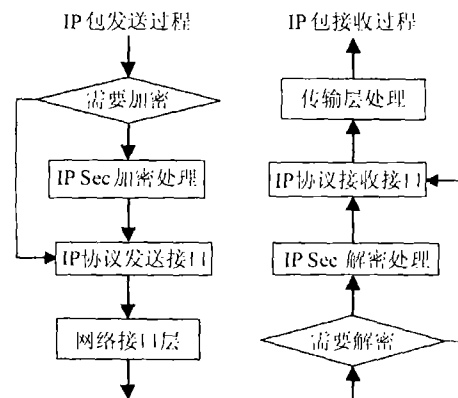 IP包发送过程
需要加密
IP Sec 加密处理
IP协议发送接口
网络接口层
IP包接收过程
传输层处理
IP协议接收接口
IP Sec 解密处理
需要解密